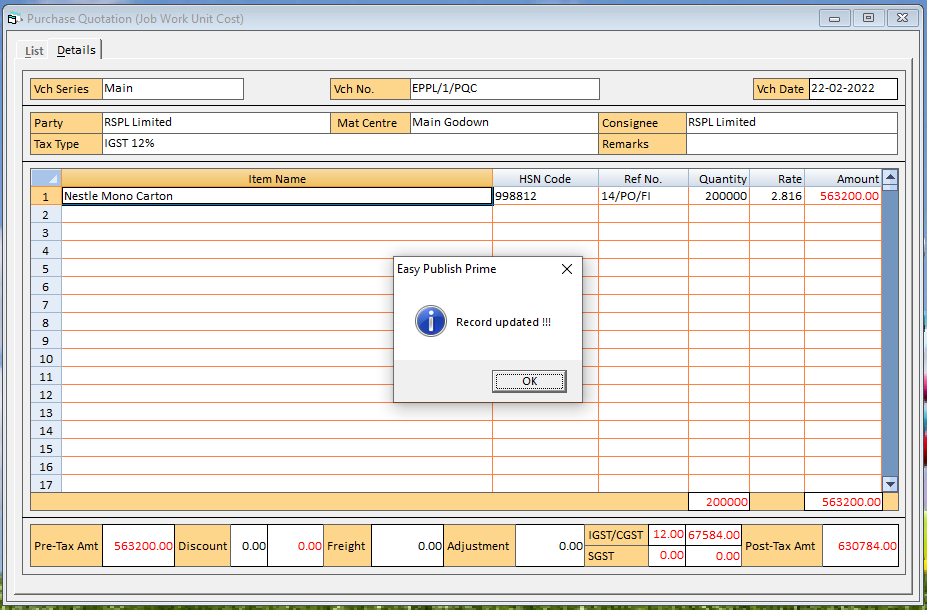 Purchase Quotation (Job Work Unit Cost)
List Details
Vch Series Main Vch No. EPPL/1/PQC Vch Date 22-02-2022
Party RSPL Limited Mat Centre Main Godown Consignee RSPL Limited
Tax Type IGST 12% Remarks
Item Name HSN Code Ref No. Quantity Rate Amount
1 Nestle Mono Carton 998812 14/PO/FI 200000 2.816 563200.00
2
3
4
5
6
7
8
9
10
11
12
13
14
15
16
17
Easy Publish Prime
Record updated !!!
OK
200000 563200.00
Pre-Tax Amt 563200.00 Discount 0.00 0.00 Freight 0.00 Adjustment 0.00 IGST/CGST 12.00 67584.00 Post-Tax Amt 630784.00
SGST 0.00 0.00